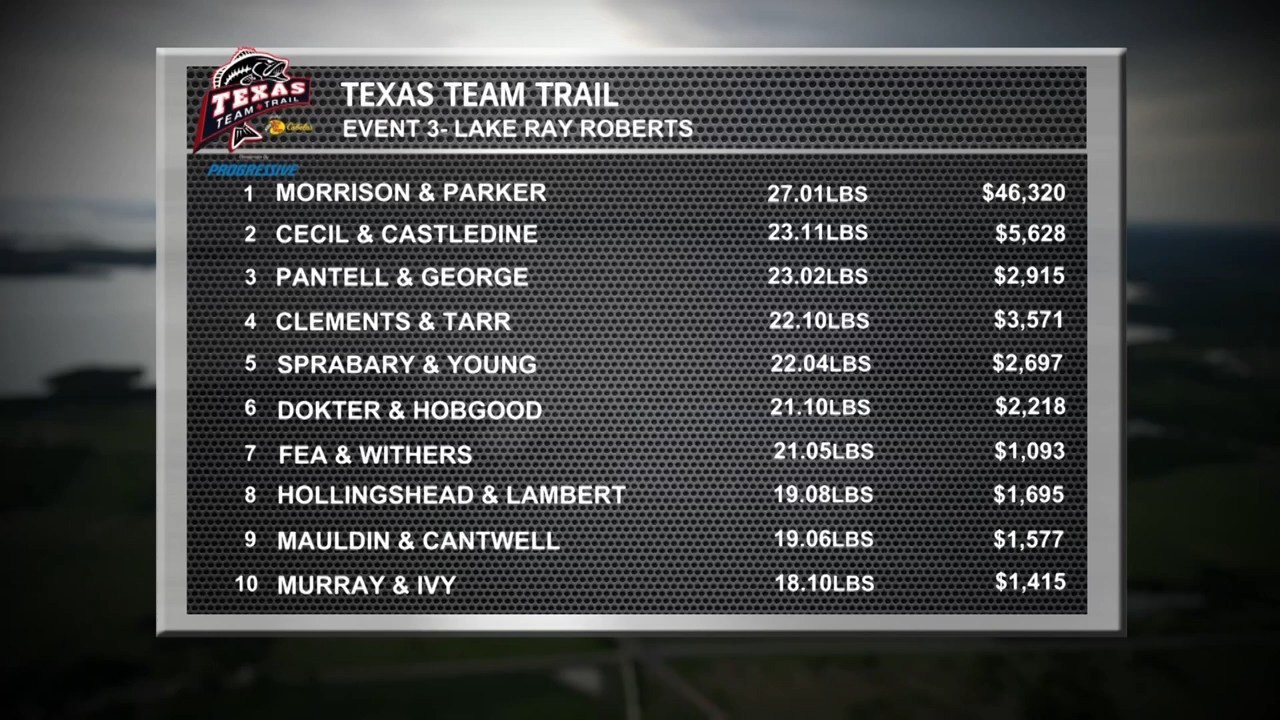 TEXAS
TEAM TRAIL
Cabela's
Presented by
PROGRESSIVE
TEXAS TEAM TRAIL
EVENT 3- LAKE RAY ROBERTS
1 MORRISON & PARKER 27.01LBS $46,320
2 CECIL & CASTLEDINE 23.11LBS $5,628
3 PANTELL & GEORGE 23.02LBS $2,915
4 CLEMENTS & TARR 22.10LBS $3,571
5 SPRABARY & YOUNG 22.04LBS $2,697
6 DOKTER & HOBGOOD 21.10LBS $2,218
7 FEA & WITHERS 21.05LBS $1,093
8 HOLLINGSHEAD & LAMBERT 19.08LBS $1,695
9 MAULDIN & CANTWELL 19.06LBS $1,577
10 MURRAY & IVY 18.10LBS $1,415